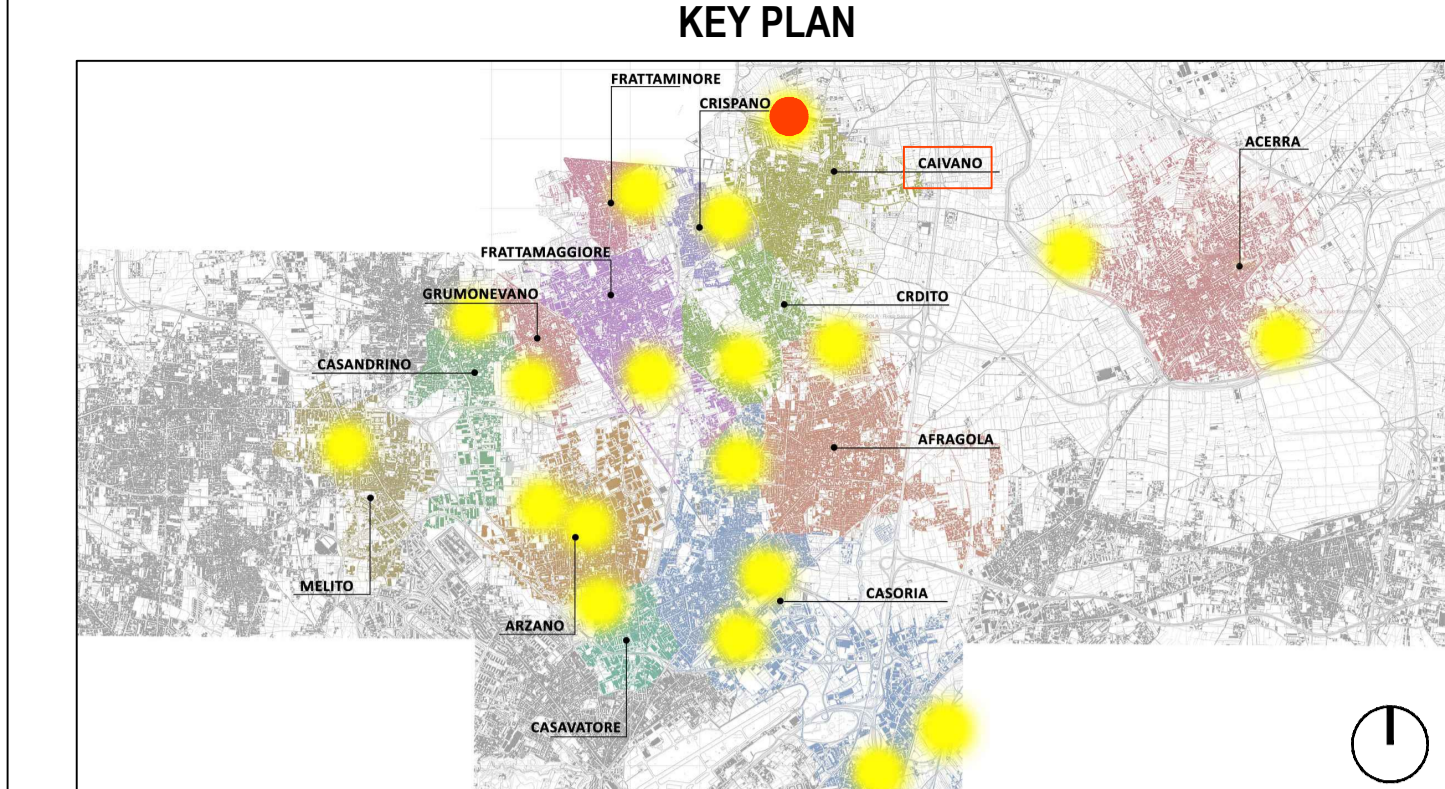 KEY PLAN
FRATTAMINORE
CRISPANO
ACERRA
CAIVANO
FRATTAMAGGIORE
GRUMONEVANO
CRDITO
CASANDRINO
AFRAGOLA
MELITO
CASORIA
ARZANO
CASAVATORE